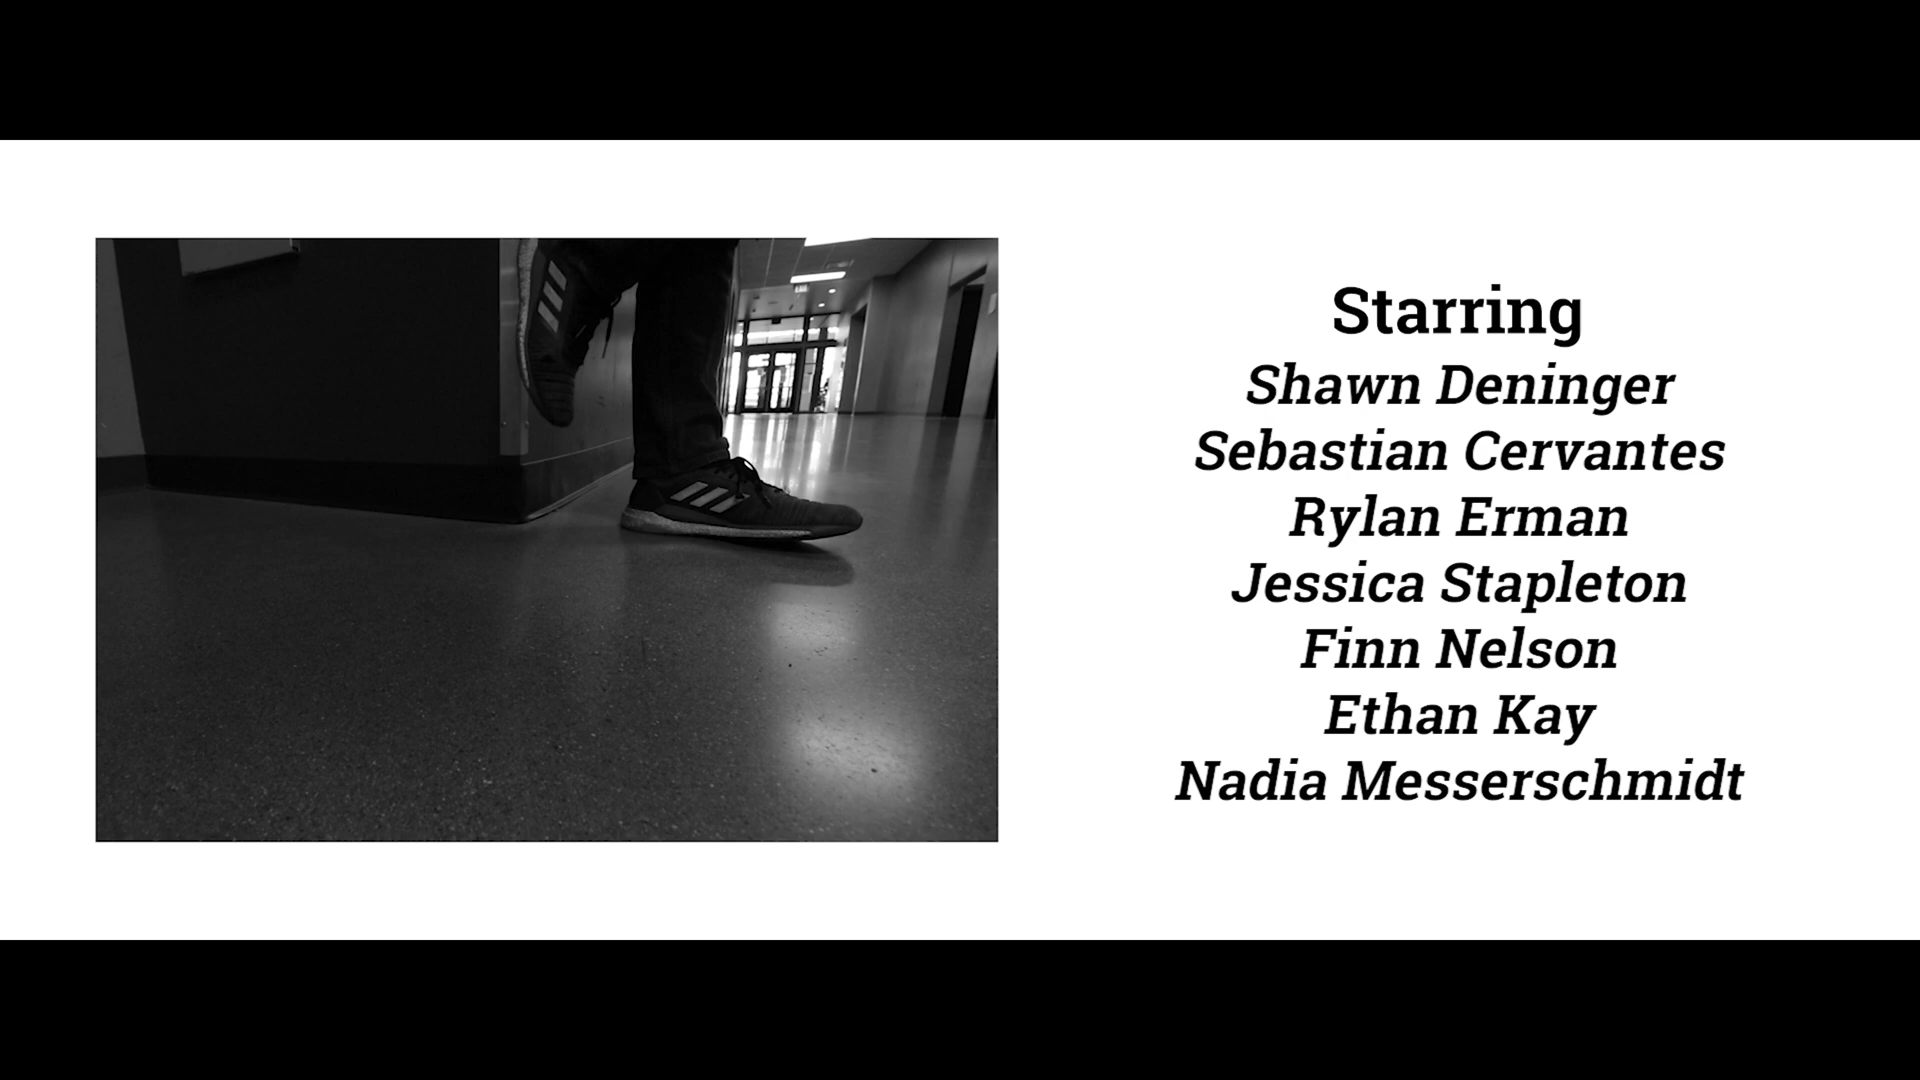 Starring
Shawn Deninger
Sebastian Cervantes
Rylan Erman
Jessica Stapleton
Finn Nelson
Ethan Kay
Nadia Messerschmidt